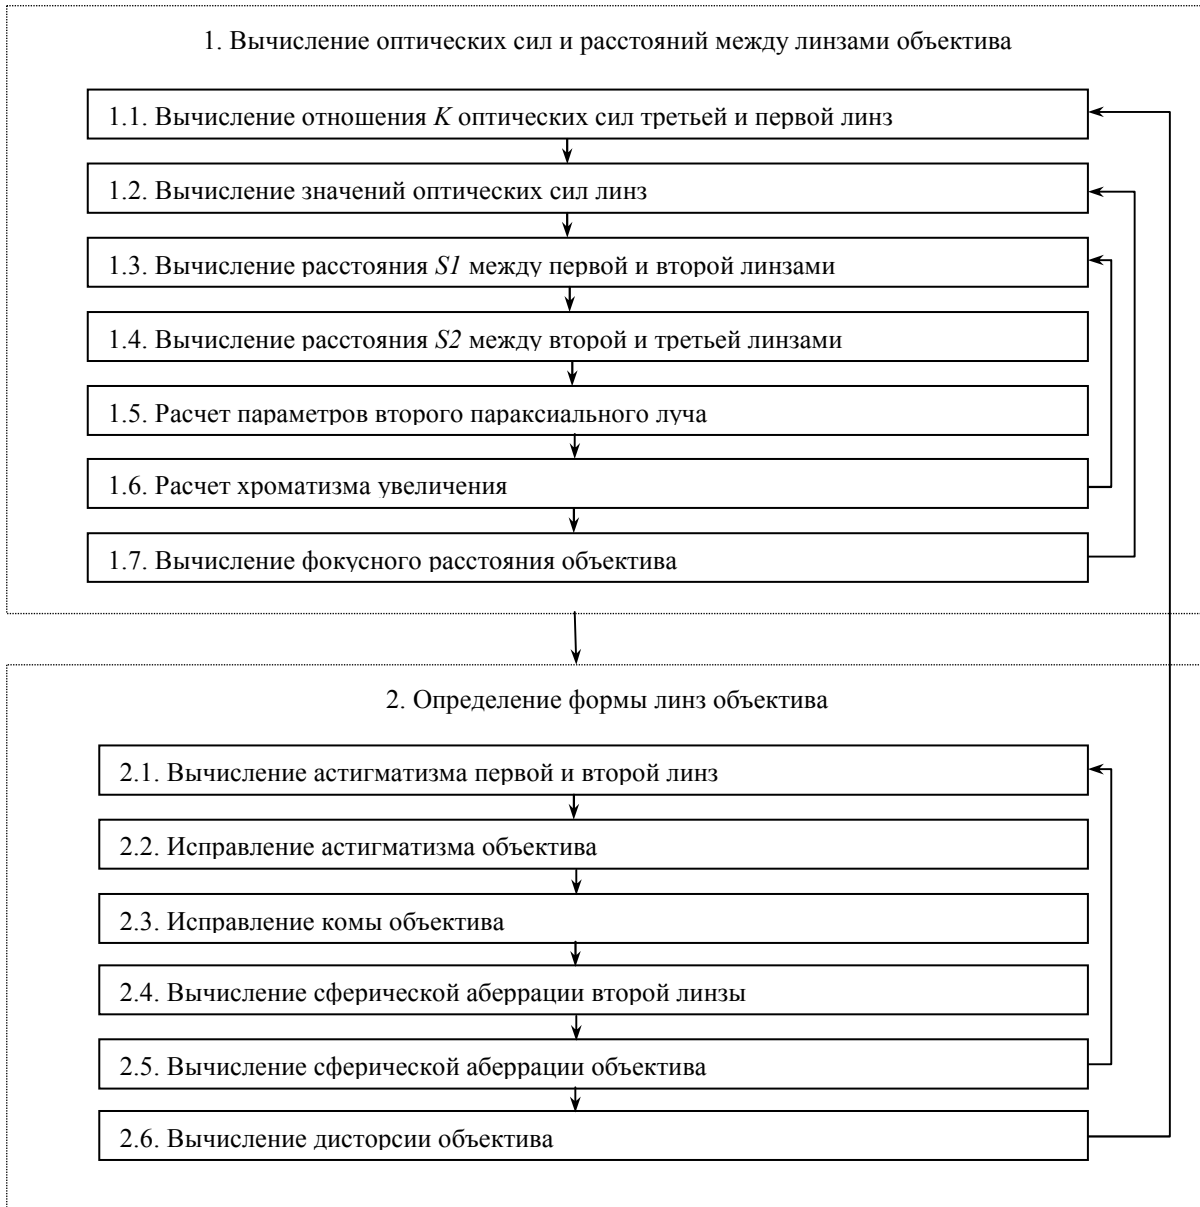 1. Вычисление оптических сил и расстояний между линзами объектива
1.1. Вычисление отношения K оптических сил третьей и первой линз
1.2. Вычисление значений оптических сил линз
1.3. Вычисление расстояния S1 между первой и второй линзами
1.4. Вычисление расстояния S2 между второй и третьей линзами
1.5. Расчет параметров второго параксиального луча
1.6. Расчет хроматизма увеличения
1.7. Вычисление фокусного расстояния объектива
2. Определение формы линз объектива
2.1. Вычисление астигматизма первой и второй линз
2.2. Исправление астигматизма объектива
2.3. Исправление комы объектива
2.4. Вычисление сферической аберрации второй линзы
2.5. Вычисление сферической аберрации объектива
2.6. Вычисление дисторсии объектива